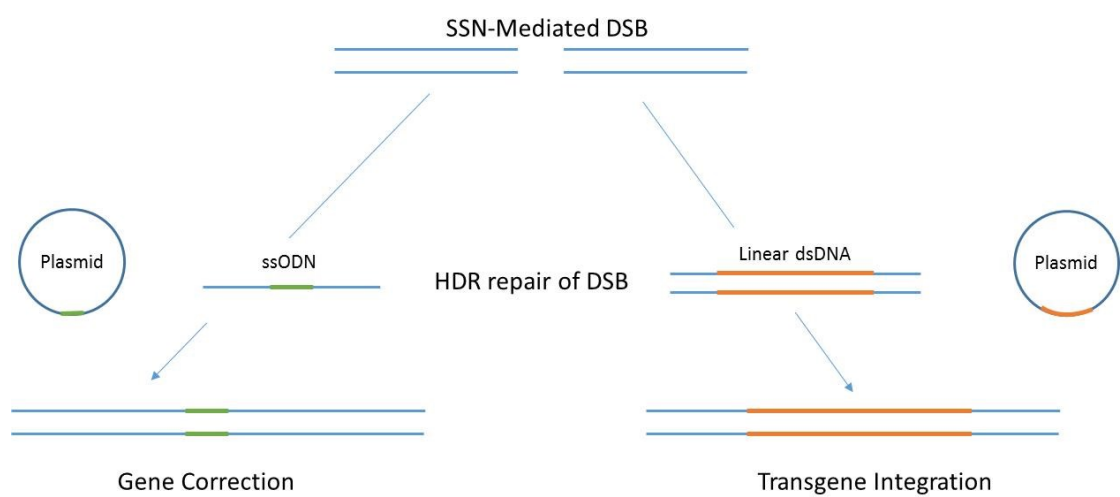 SSN-Mediated DSB
Plasmid
ssODN
HDR repair of DSB
Linear dsDNA
Plasmid
Gene Correction
Transgene Integration